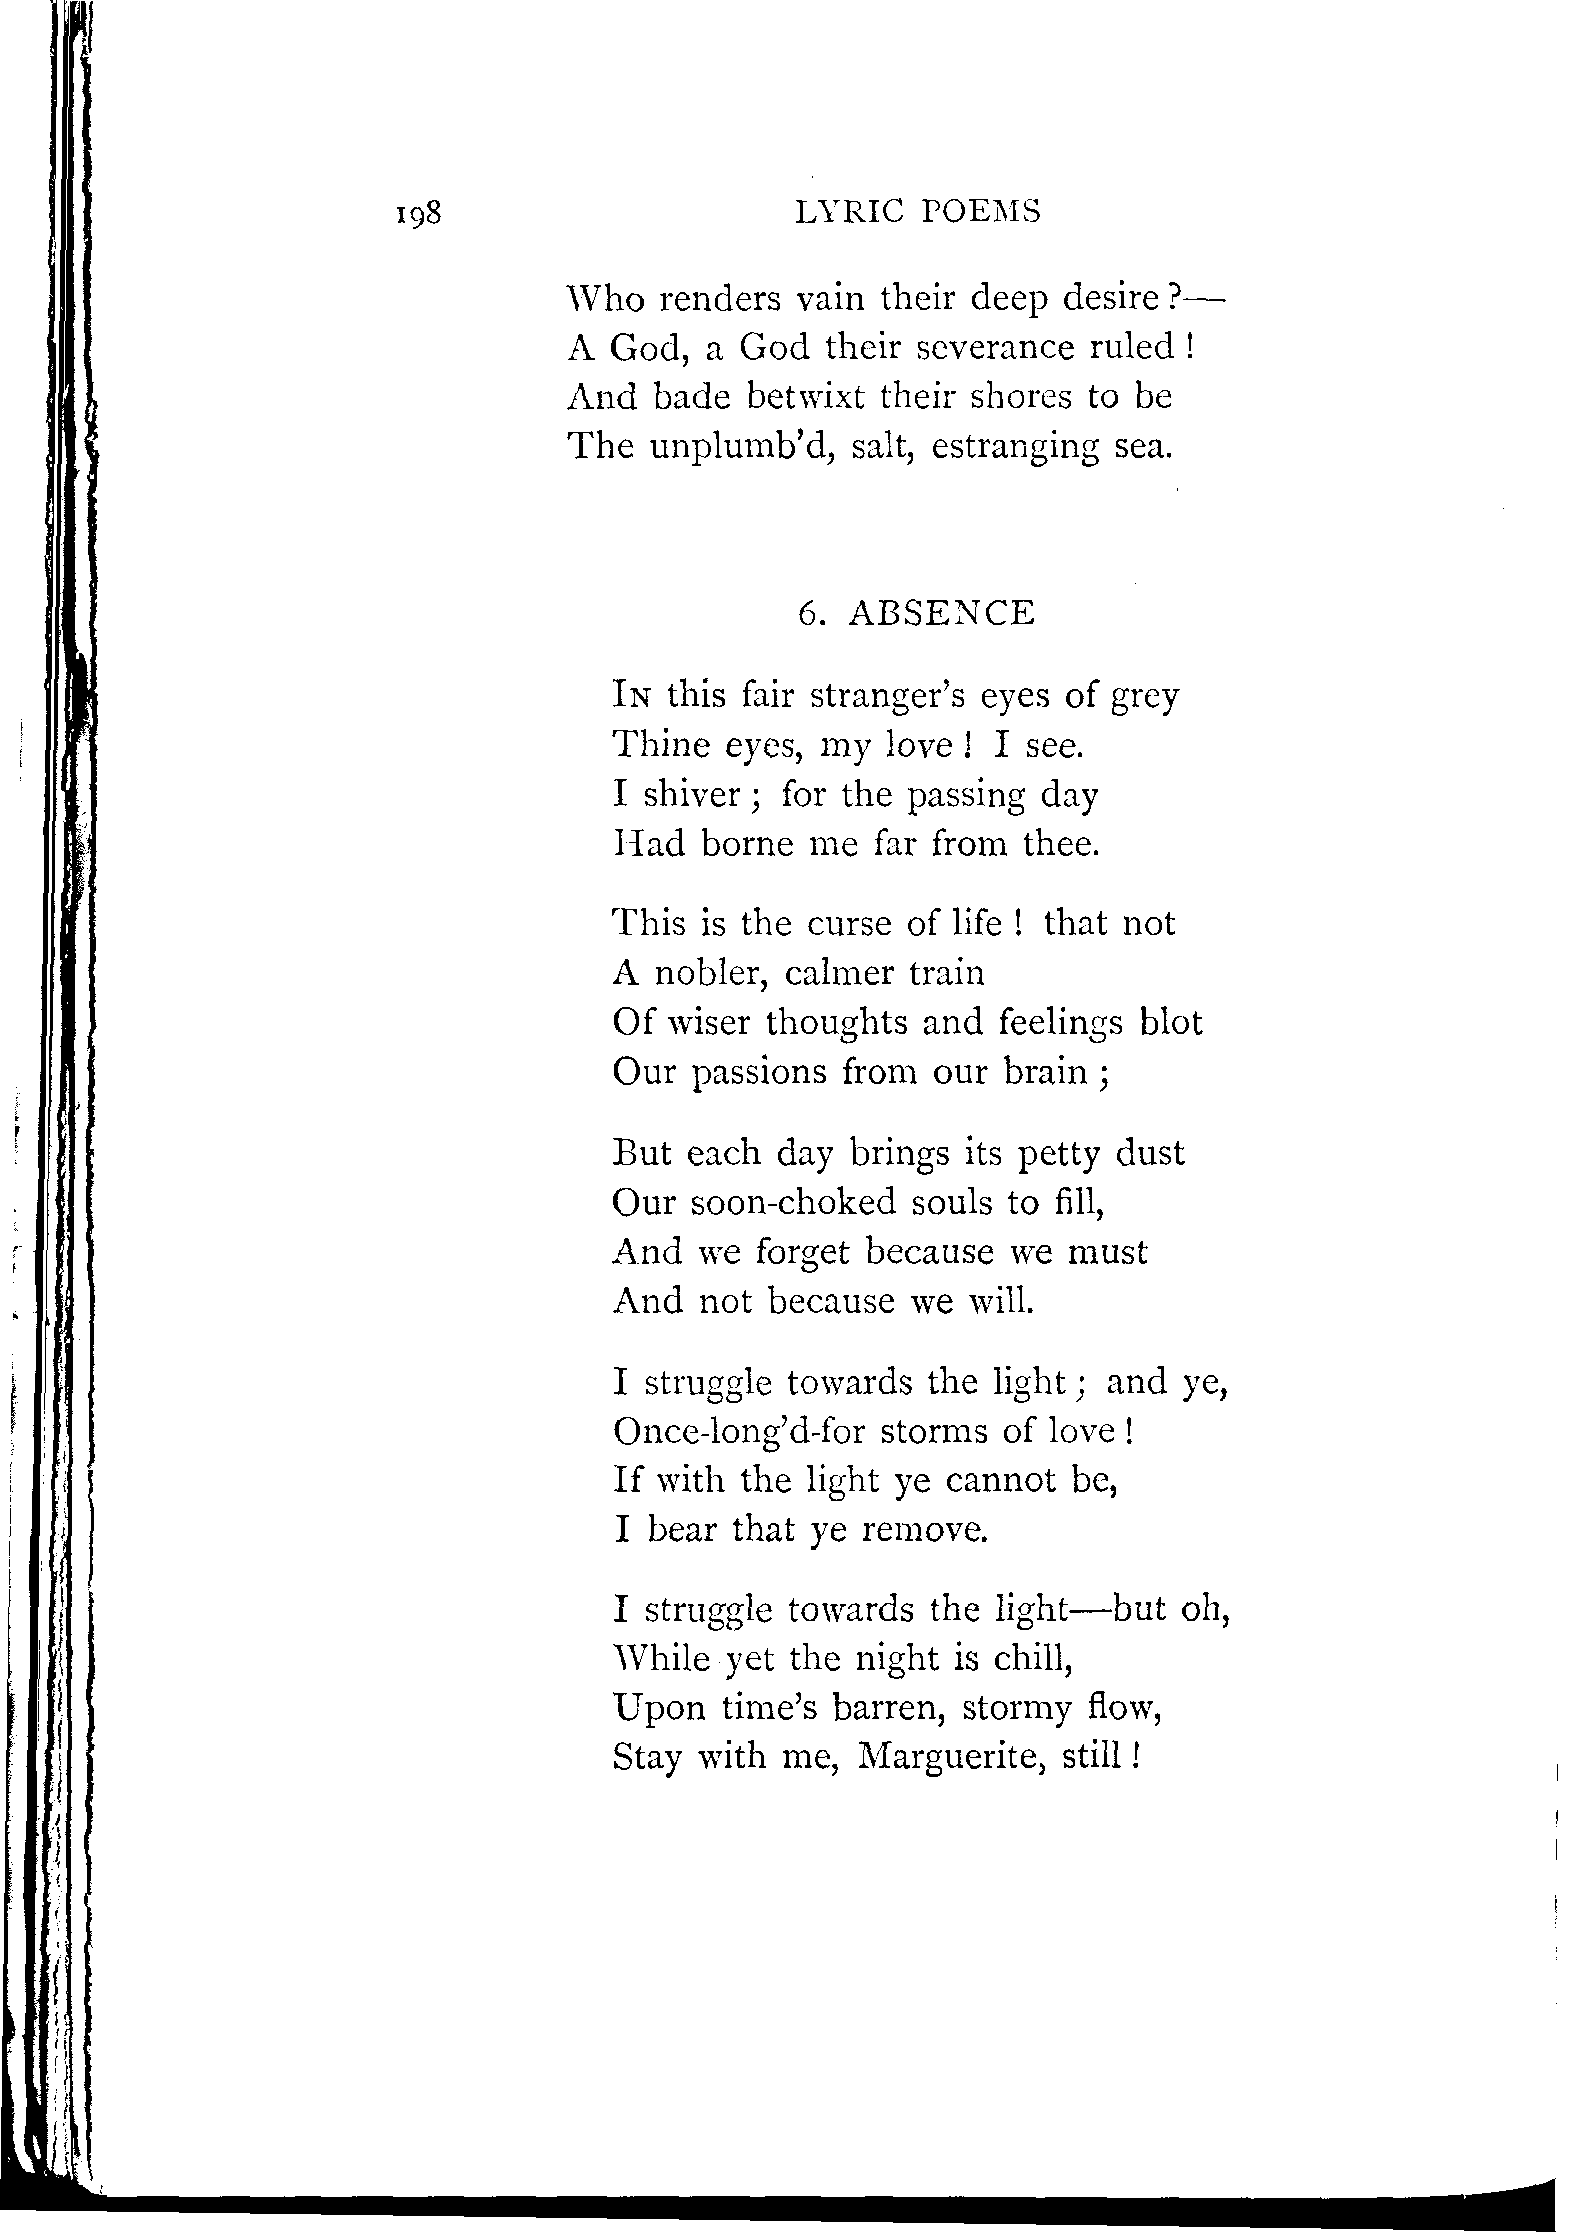 198 LYRIC POEMS
Who renders vain their deep desire?—
A God, a God their severance ruled!
And bade betwixt their shores to be
The unplumb'd, salt, estranging sea.
6. ABSENCE
IN this fair stranger's eyes of grey
Thine eyes, my love! I see.
I shiver; for the passing day
Had borne me far from thee.
This is the curse of life! that not
A nobler, calmer train
Of wiser thoughts and feelings blot
Our passions from our brain;
But each day brings its petty dust
Our soon-choked souls to fill,
And we forget because we must
And not because we will.
I struggle towards the light; and ye,
Once-long'd-for storms of love!
If with the light ye cannot be,
I bear that ye remove.
I struggle towards the light—but oh,
While yet the night is chill,
Upon time's barren, stormy flow,
Stay with me, Marguerite, still!